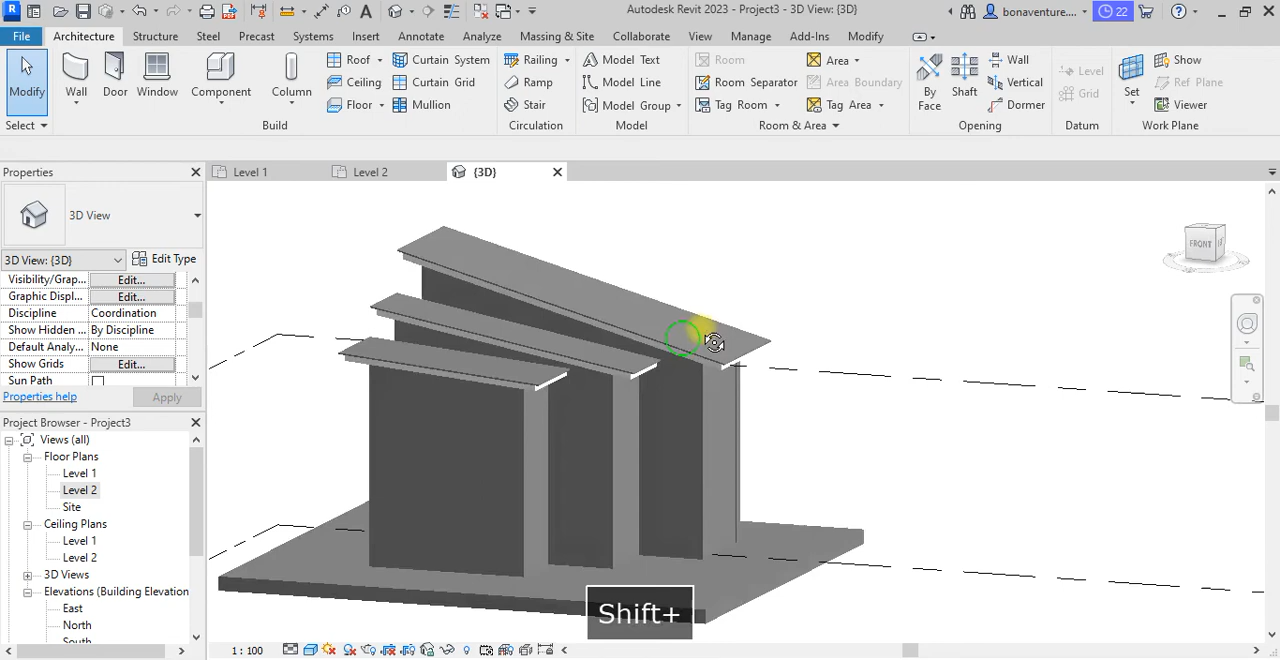 Autodesk Revit 2023 - Project3 - 3D View: {3D}
bonaventure....
22
File
Architecture
Structure
Steel
Precast
Systems
Insert
Annotate
Analyze
Massing & Site
Collaborate
View
Manage
Add-Ins
Modify
Modify
Wall
Door
Window
Component
Column
Roof
Ceiling
Floor
Curtain System
Curtain Grid
Mullion
Railing
Ramp
Stair
Model Text
Model Line
Model Group
Room
Room Separator
Tag Room
Area
Area Boundary
Tag Area
By Face
Shaft
Wall
Vertical
Dormer
Level
Grid
Set
Show
Ref Plane
Viewer
Select
Build
Circulation
Model
Room & Area
Opening
Datum
Work Plane
Properties
Level 1
Level 2
{3D}
3D View
3D View: {3D}
Edit Type
Visibility/Grap... Edit...
Graphic Displ... Edit...
Discipline Coordination
Show Hidden ... By Discipline
Default Analy... None
Show Grids Edit...
Sun Path
Properties help
Apply
Project Browser - Project3
Views (all)
Floor Plans
Level 1
Level 2
Site
Ceiling Plans
Level 1
Level 2
3D Views
Elevations (Building Elevation
East
North
South
FRONT
Shift+
1 : 100